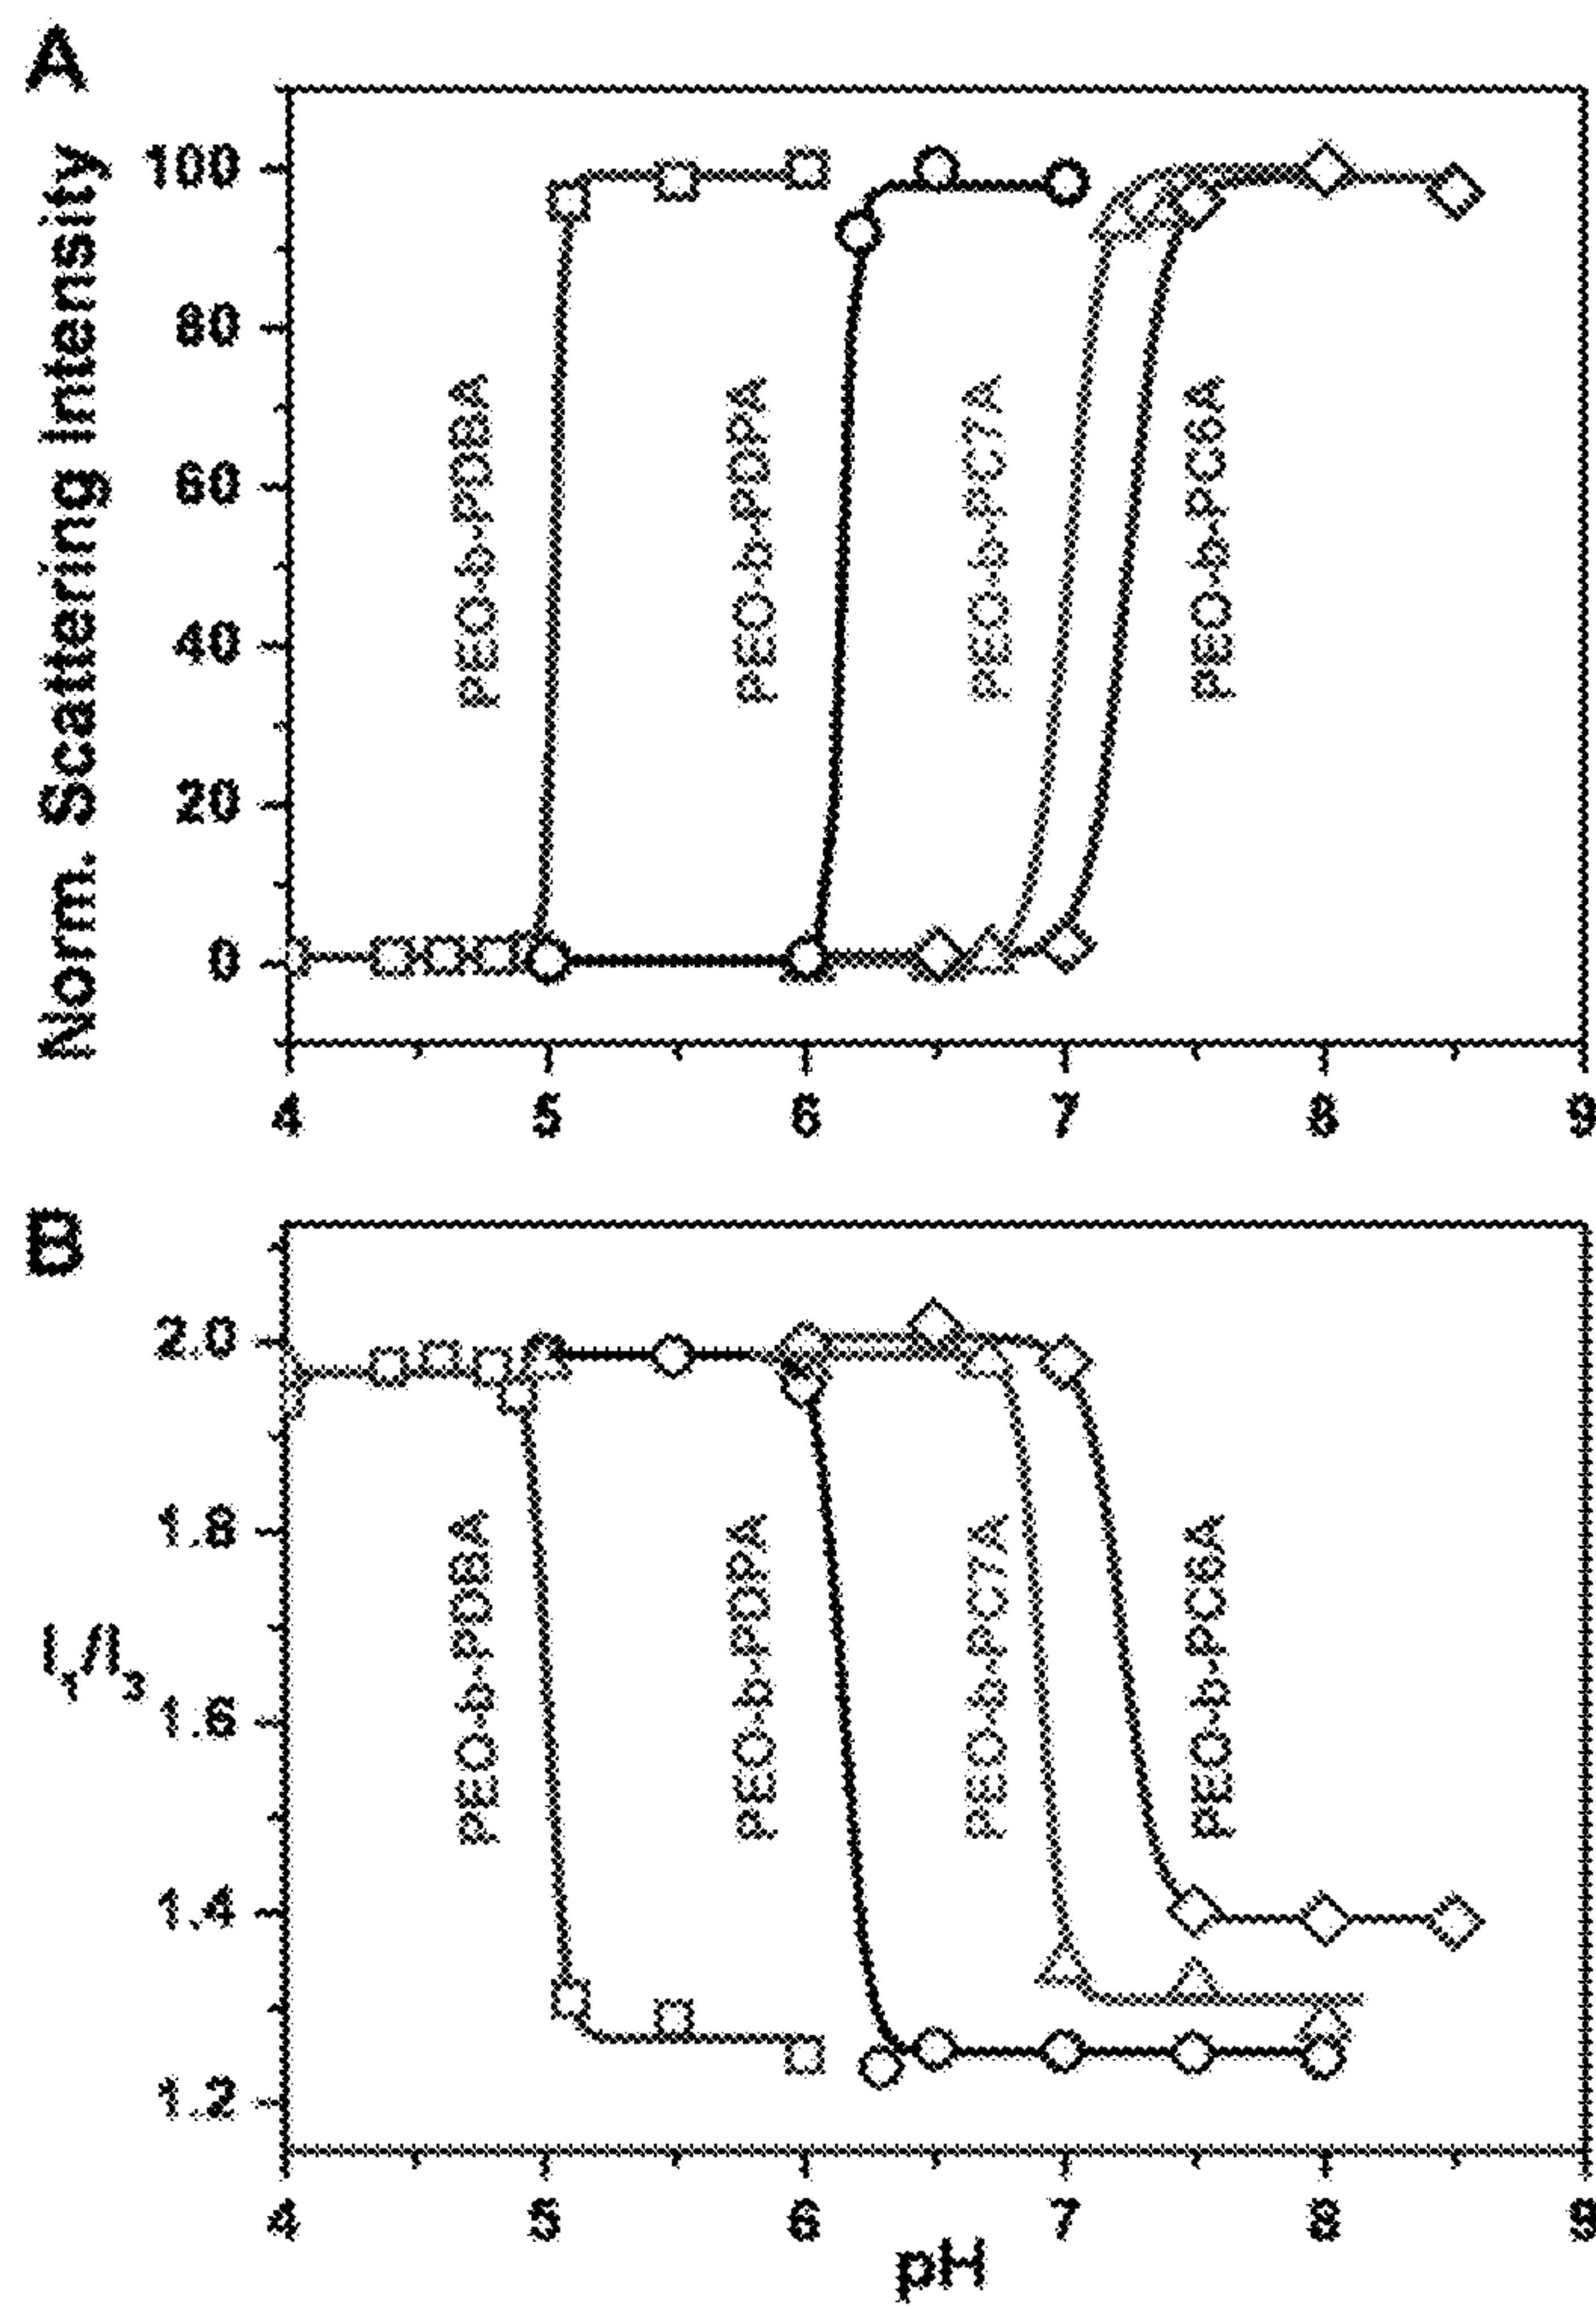 A
Norm. Scattering Intensity
100
80
60
40
20
0
PEO-b-PDBA
PEO-b-PDPA
PEO-b-PC7A
PEO-b-PC6A
4 5 6 7 8 9
B
I1/I3
2.0
1.8
1.6
1.4
1.2
PEO-b-PDBA
PEO-b-PDPA
PEO-b-PC7A
PEO-b-PC6A
4 5 6 7 8 9
pH